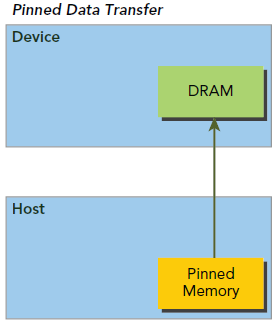 Pinned Data Transfer
Device
DRAM
Host
Pinned
Memory